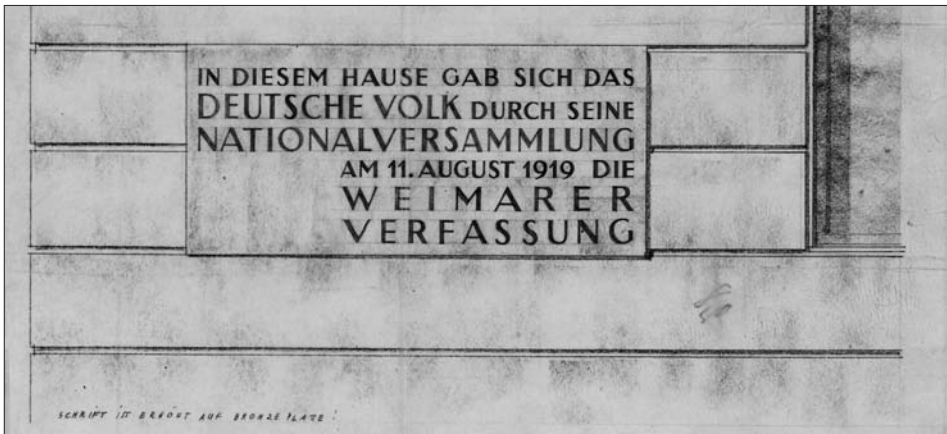 IN DIESEM HAUSE GAB SICH DAS
DEUTSCHE VOLK DURCH SEINE
NATIONALVERSAMMLUNG
AM 11. AUGUST 1919 DIE
WEIMARER
VERFASSUNG
SCHRIFT IST ERHÖHT AUF BRONZE PLATE!